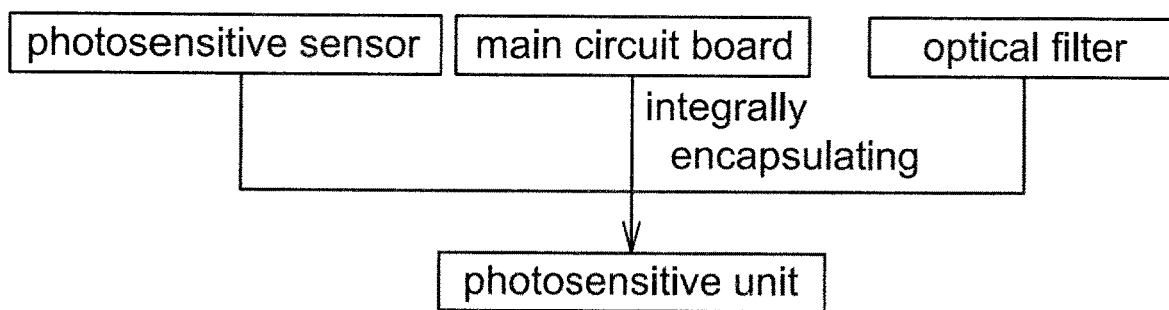 photosensitive sensor
main circuit board
optical filter
integrally
encapsulating
photosensitive unit